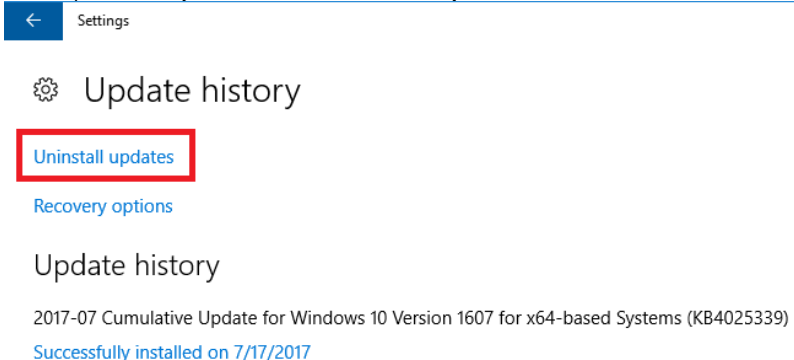 Settings
Update history
Uninstall updates
Recovery options
Update history
2017-07 Cumulative Update for Windows 10 Version 1607 for x64-based Systems (KB4025339)
Successfully installed on 7/17/2017